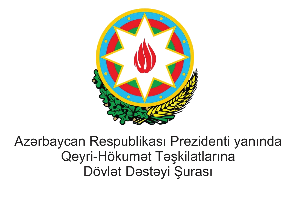 Azərbaycan Respublikası Prezidenti yanında
Qeyri-Hökumət Təşkilatlarına
Dövlət Dəstəyi Şurası